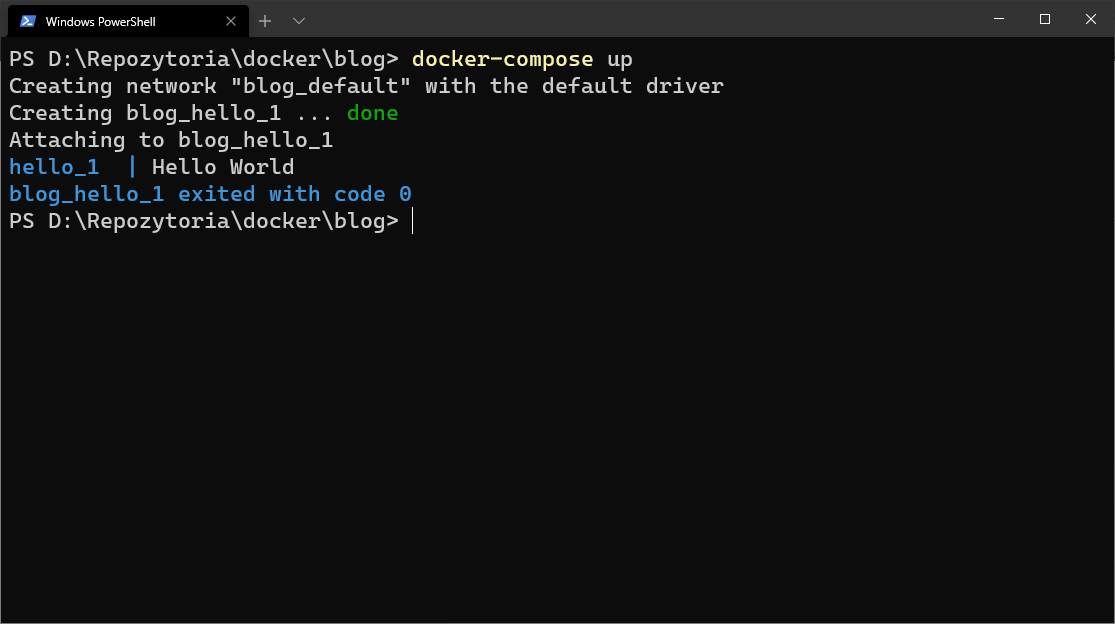 Windows PowerShell
PS D:\Repozytoria\docker\blog> docker-compose up
Creating network "blog_default" with the default driver
Creating blog_hello_1 ... done
Attaching to blog_hello_1
hello_1  | Hello World
blog_hello_1 exited with code 0
PS D:\Repozytoria\docker\blog>